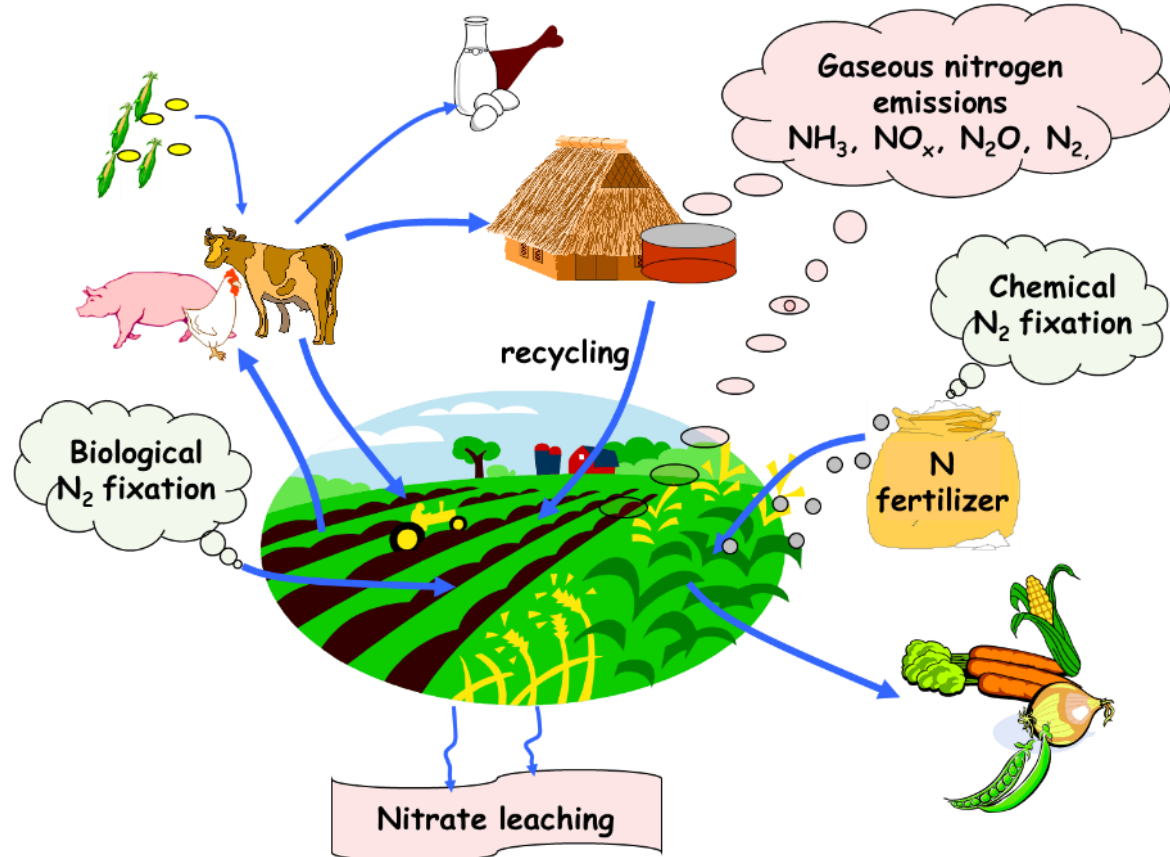 Gaseous nitrogen
emissions
NH₃, NOₓ, N₂O, N₂,
Chemical
N₂ fixation
recycling
Biological
N₂ fixation
N
fertilizer
Nitrate leaching